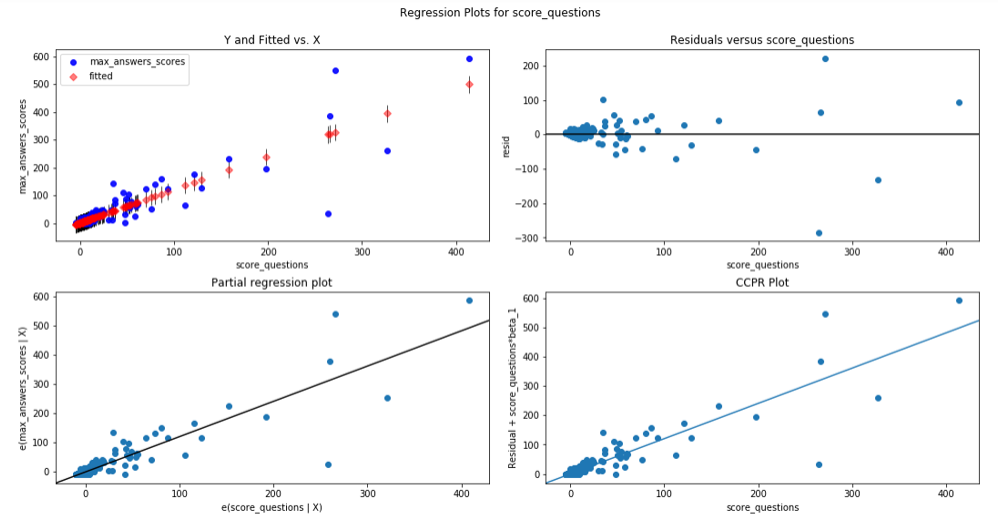 Regression Plots for score_questions
Y and Fitted vs. X
max_answers_scores
fitted
600
500
400
300
200
100
0
max_answers_scores
0 100 200 300 400
score_questions
Residuals versus score_questions
200
100
0
−100
−200
−300
resid
0 100 200 300 400
score_questions
Partial regression plot
600
500
400
300
200
100
0
e(max_answers_scores | X)
0 100 200 300 400
e(score_questions | X)
CCPR Plot
600
500
400
300
200
100
0
Residual + score_questions*beta_1
0 100 200 300 400
score_questions